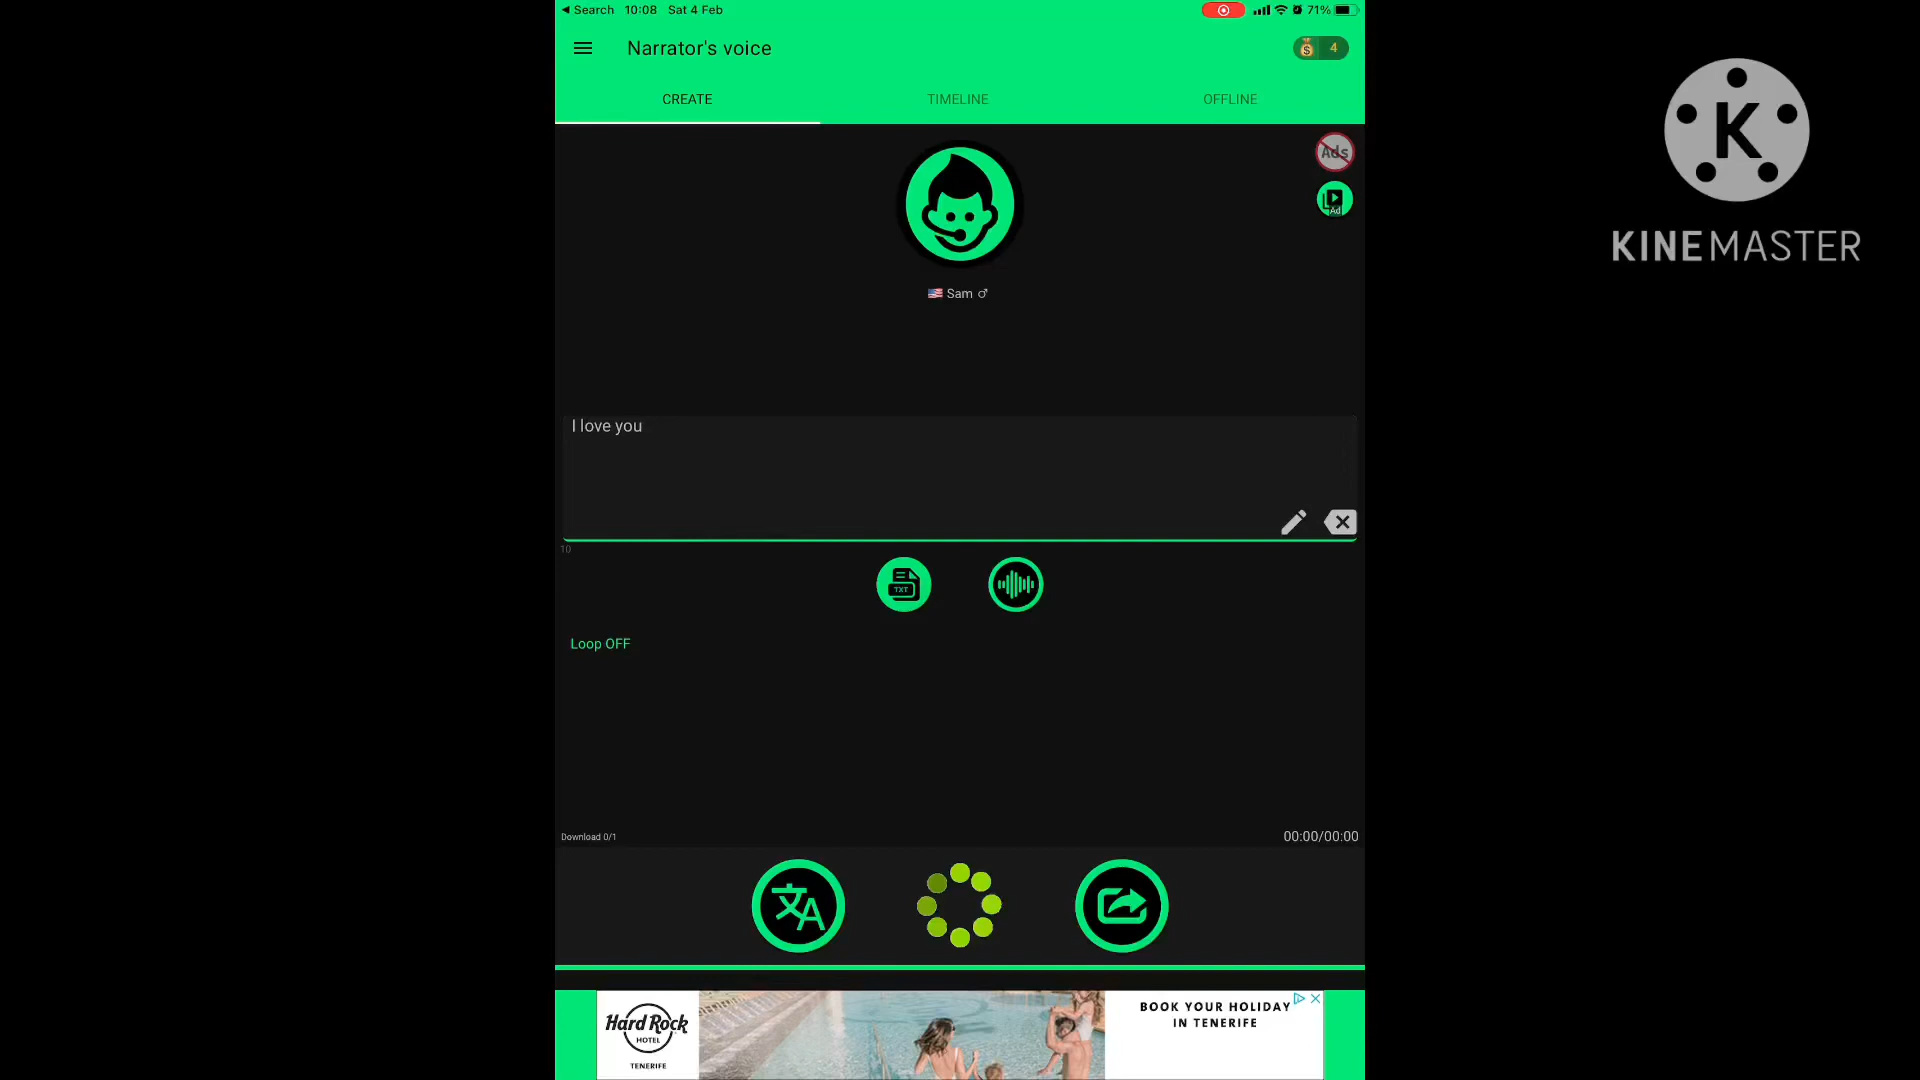 Search 10:08 Sat 4 Feb
71%
Narrator's voice
4
CREATE
TIMELINE
OFFLINE
Ads
Ad
Sam
I love you
10
TXT
Loop OFF
Download 0/1
00:00/00:00
Hard Rock
HOTEL
TENERIFE
BOOK YOUR HOLIDAY
IN TENERIFE
K
KINEMASTER